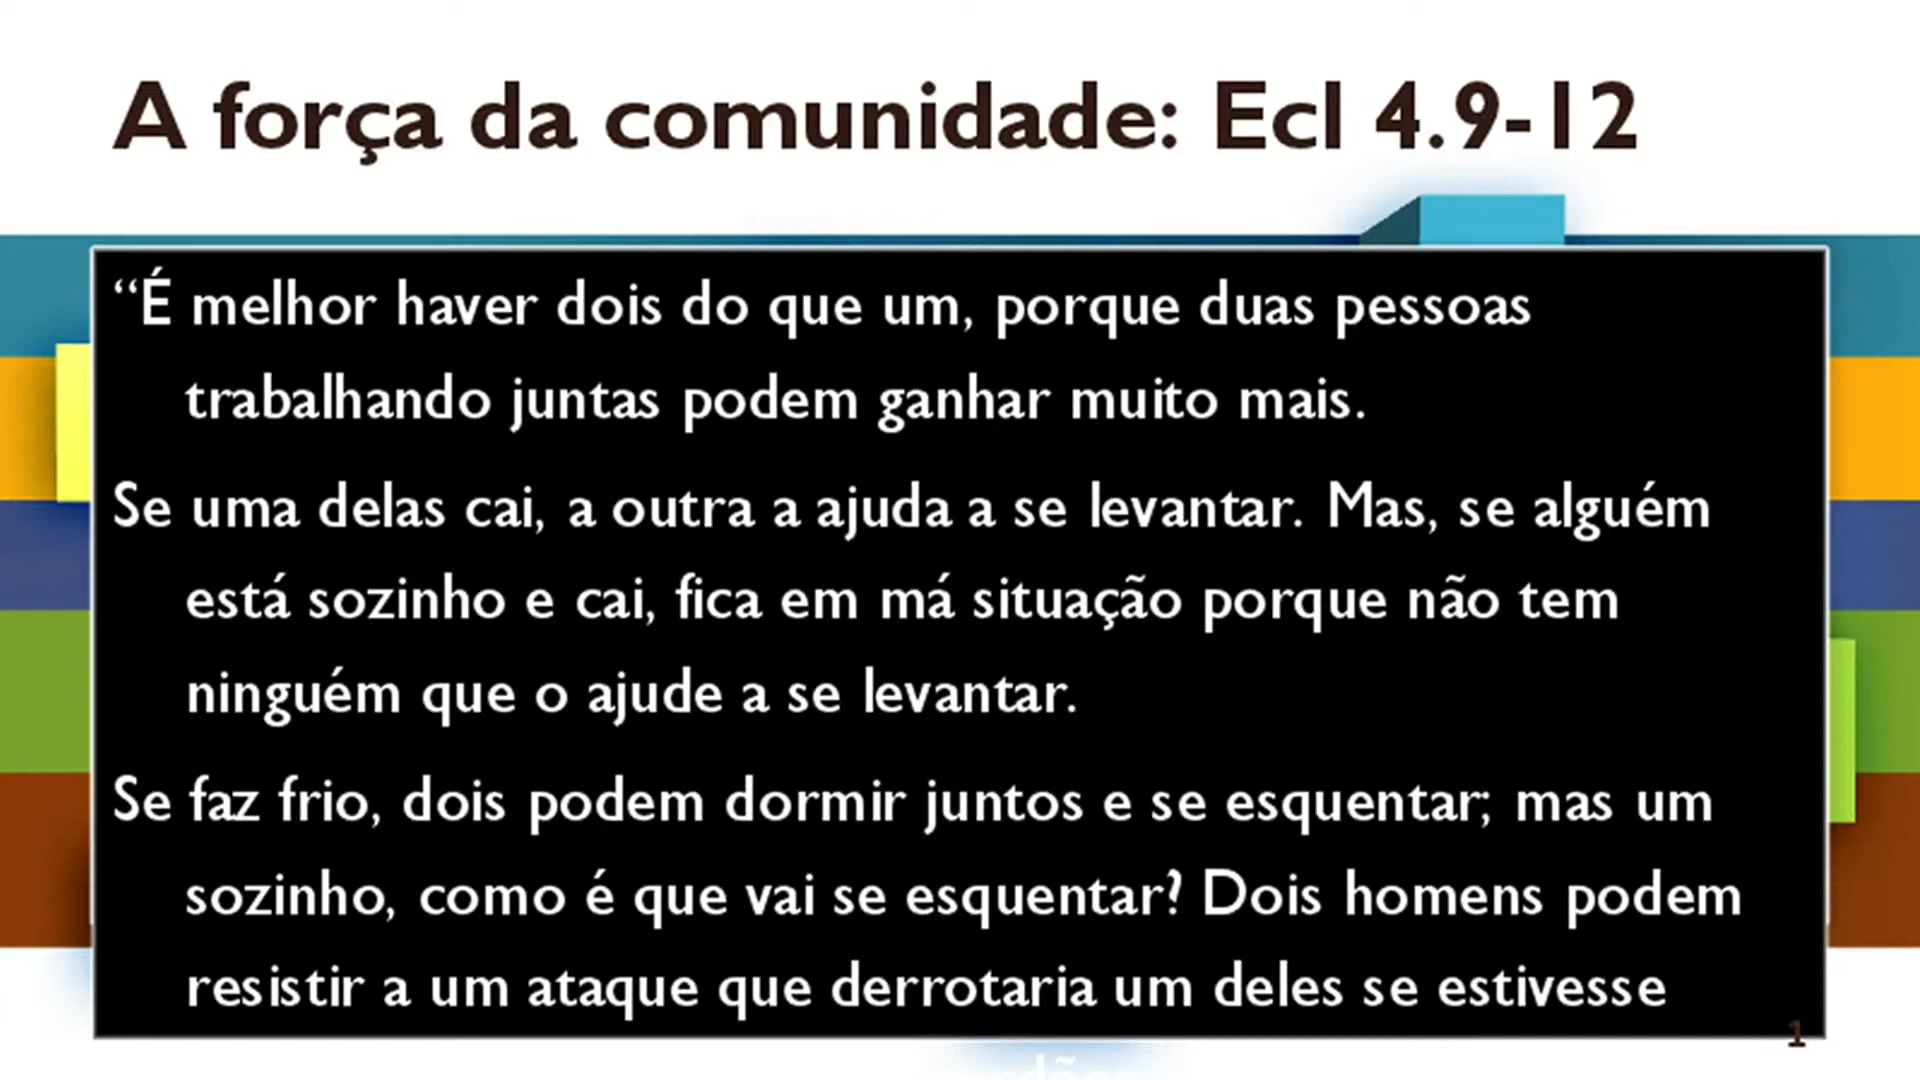 A força da comunidade: Ecl 4.9-12
“É melhor haver dois do que um, porque duas pessoas
trabalhando juntas podem ganhar muito mais.
Se uma delas cai, a outra a ajuda a se levantar. Mas, se alguém
está sozinho e cai, fica em má situação porque não tem
ninguém que o ajude a se levantar.
Se faz frio, dois podem dormir juntos e se esquentar; mas um
sozinho, como é que vai se esquentar? Dois homens podem
resistir a um ataque que derrotaria um deles se estivesse
1